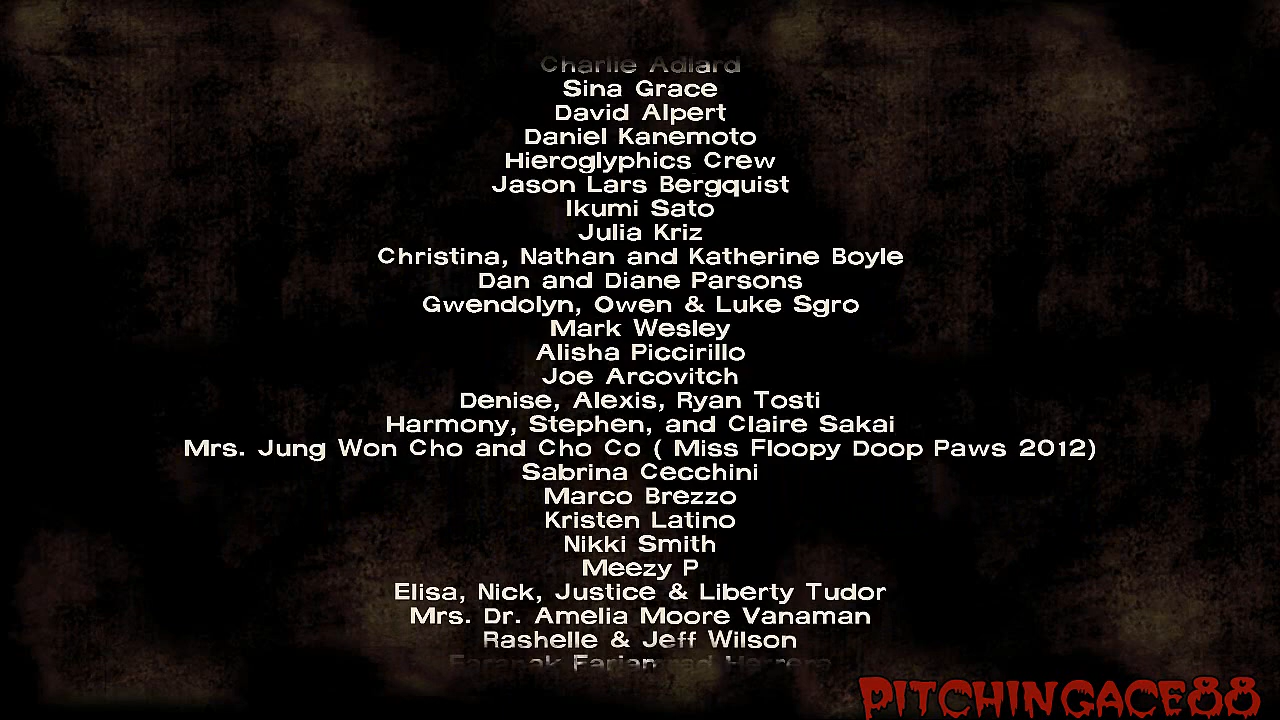 Charlie Adlard
Sina Grace
David Alpert
Daniel Kanemoto
Hieroglyphics Crew
Jason Lars Bergquist
Ikumi Sato
Julia Kriz
Christina, Nathan and Katherine Boyle
Dan and Diane Parsons
Gwendolyn, Owen & Luke Sgro
Mark Wesley
Alisha Piccirillo
Joe Arcovitch
Denise, Alexis, Ryan Tosti
Harmony, Stephen, and Claire Sakai
Mrs. Jung Won Cho and Cho Co ( Miss Floopy Doop Paws 2012)
Sabrina Cecchini
Marco Brezzo
Kristen Latino
Nikki Smith
Meezy P
Elisa, Nick, Justice & Liberty Tudor
Mrs. Dr. Amelia Moore Vanaman
Rashelle & Jeff Wilson
Herrera
PITCHINGACE88